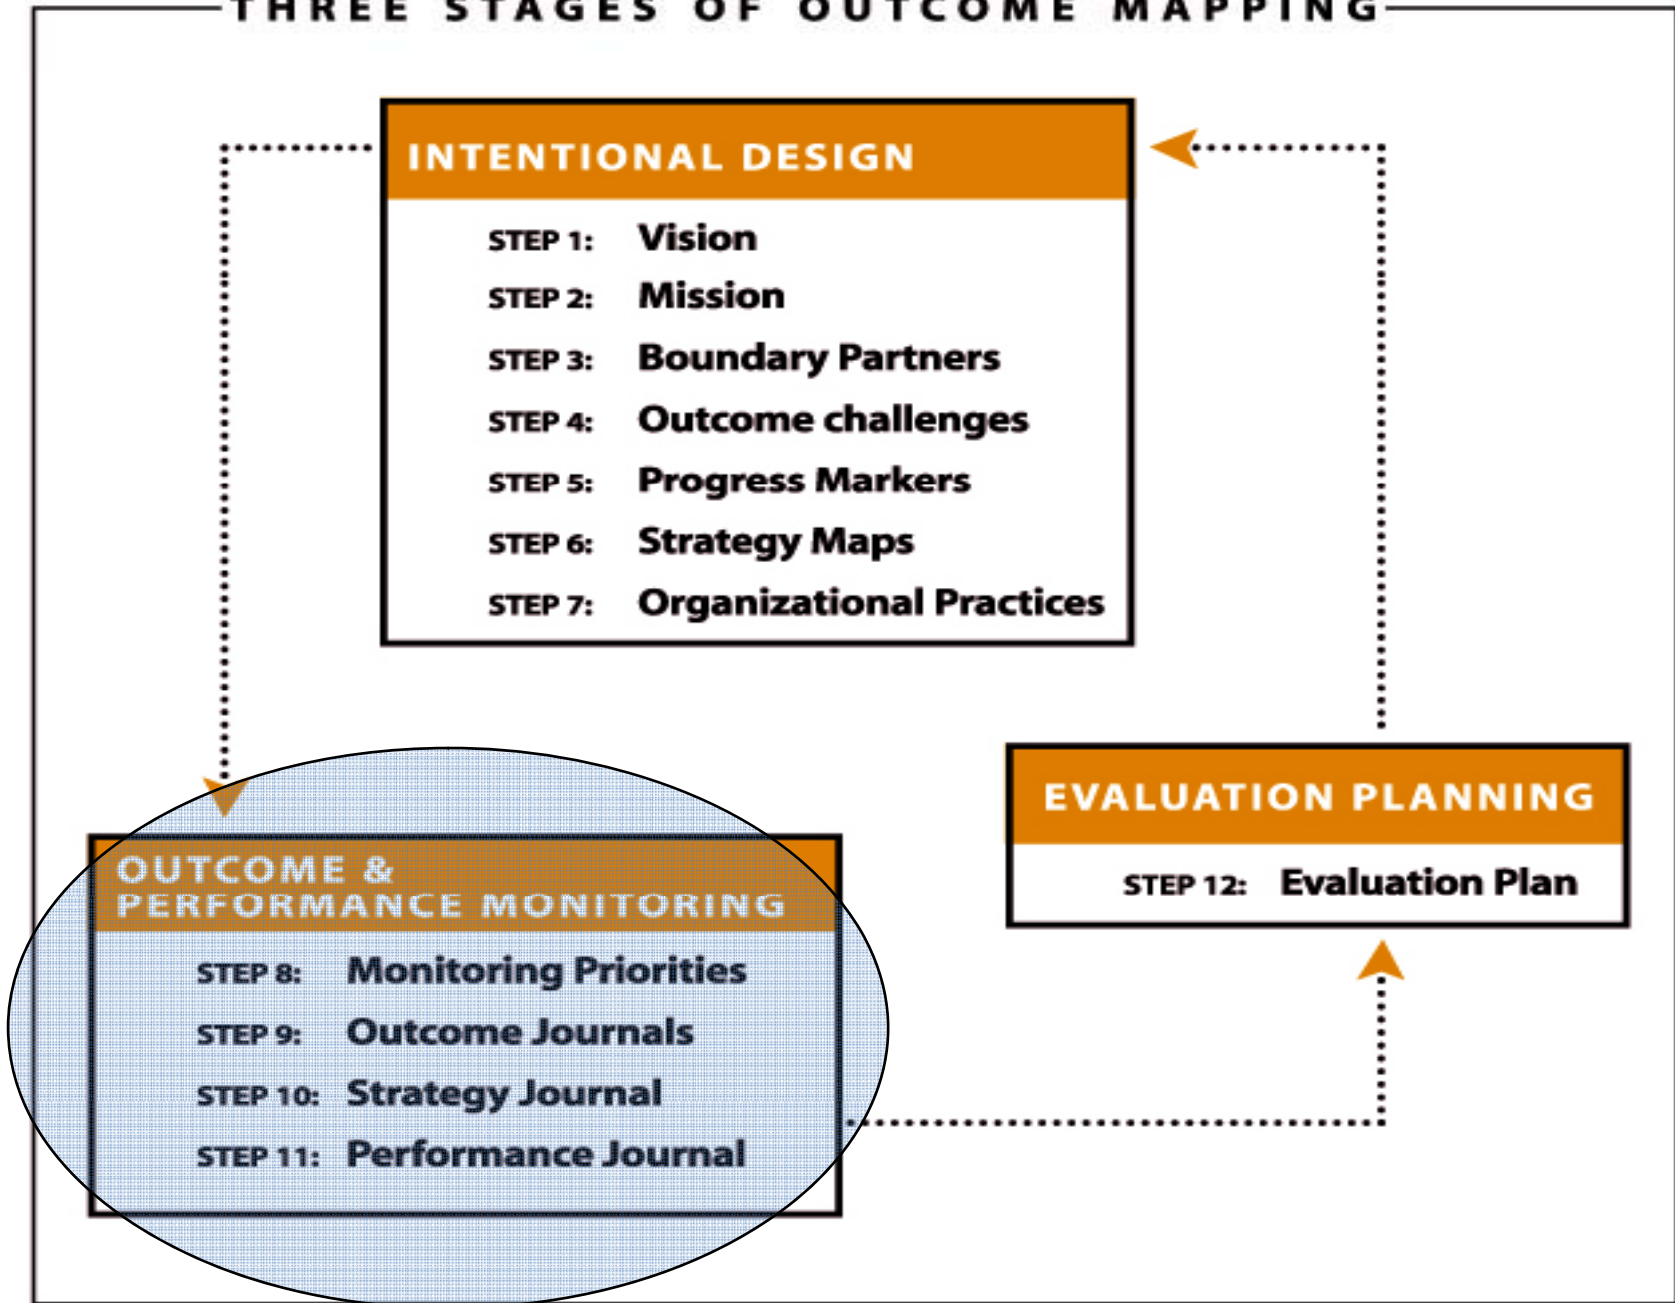 THREE STAGES OF OUTCOME MAPPING
INTENTIONAL DESIGN
STEP 1: Vision
STEP 2: Mission
STEP 3: Boundary Partners
STEP 4: Outcome challenges
STEP 5: Progress Markers
STEP 6: Strategy Maps
STEP 7: Organizational Practices
OUTCOME &
PERFORMANCE MONITORING
STEP 8: Monitoring Priorities
STEP 9: Outcome Journals
STEP 10: Strategy Journal
STEP 11: Performance Journal
EVALUATION PLANNING
STEP 12: Evaluation Plan